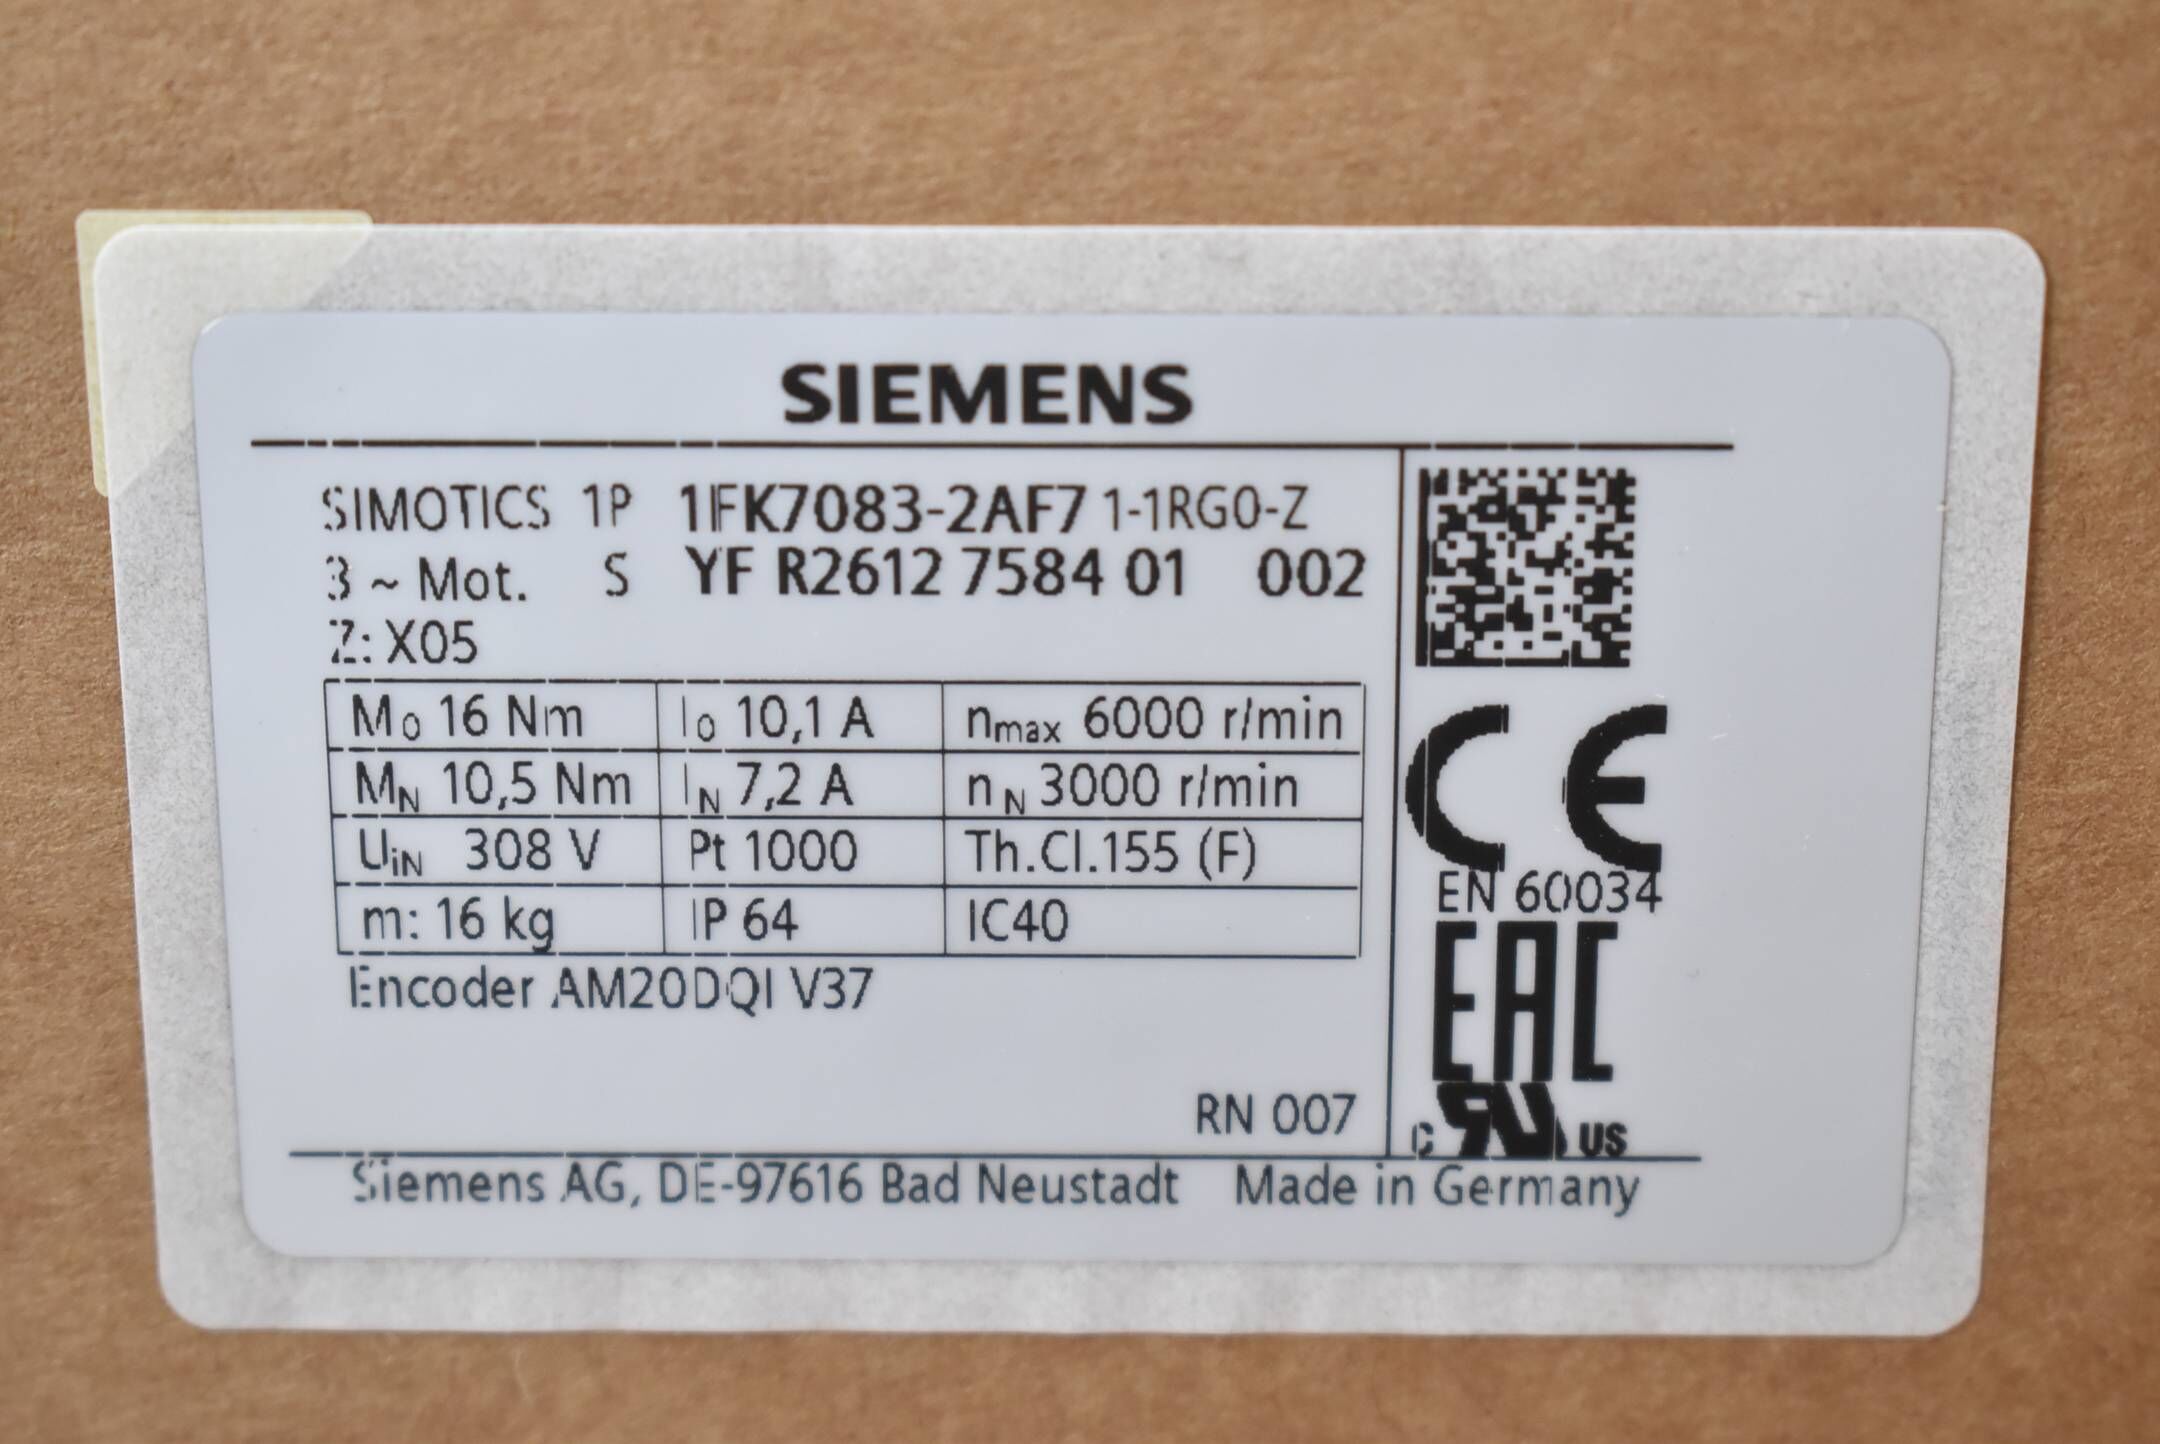 SIEMENS
SIMOTICS 1P 1FK7083-2AF71-1RG0-Z
3 ~ Mot. S YF R2612 7584 01 002
Z: X05
M0 16 Nm I0 10,1 A nmax 6000 r/min
MN 10,5 Nm IN 7,2 A nN 3000 r/min
UiN 308 V Pt 1000 Th.Cl.155 (F)
m: 16 kg IP 64 IC40
Encoder AM20DQI V37
CE
EN 60034
EAC
RN 007
c RU US
Siemens AG, DE-97616 Bad Neustadt Made in Germany